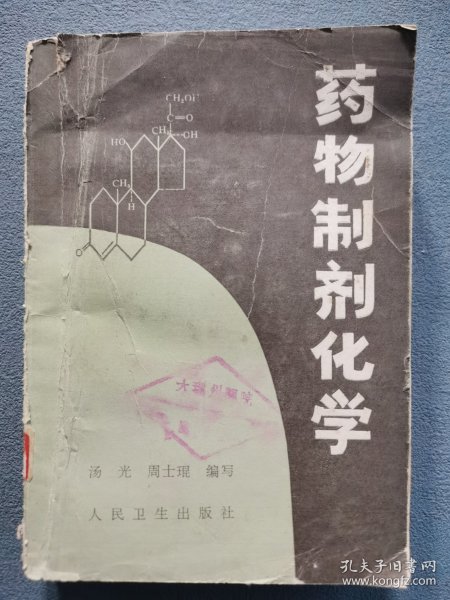 药物制剂化学
CH₂OH
C=O
CH₃
OH
HO
CH₃
H
O
汤光 周士琨 编写
人民卫生出版社
孔夫子旧书网
www.kongfz.com